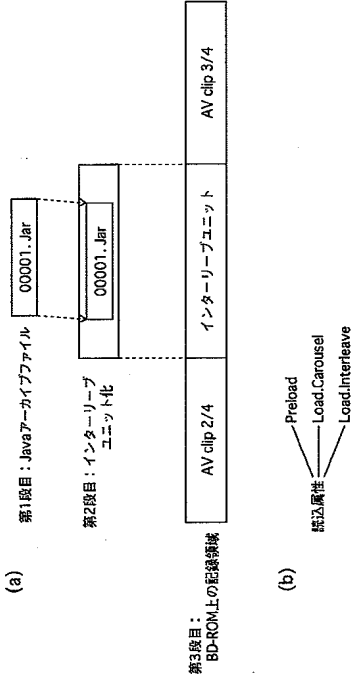 (a)
第1段目：Javaアーカイブファイル
00001.Jar
第2段目：インターリーブ
ユニット化
00001.Jar
第3段目：
BD-ROM上の記録領域
AV clip 2/4
インターリーブユニット
AV clip 3/4
(b)
読込属性
Preload
Load.Carousel
Load.Interleave